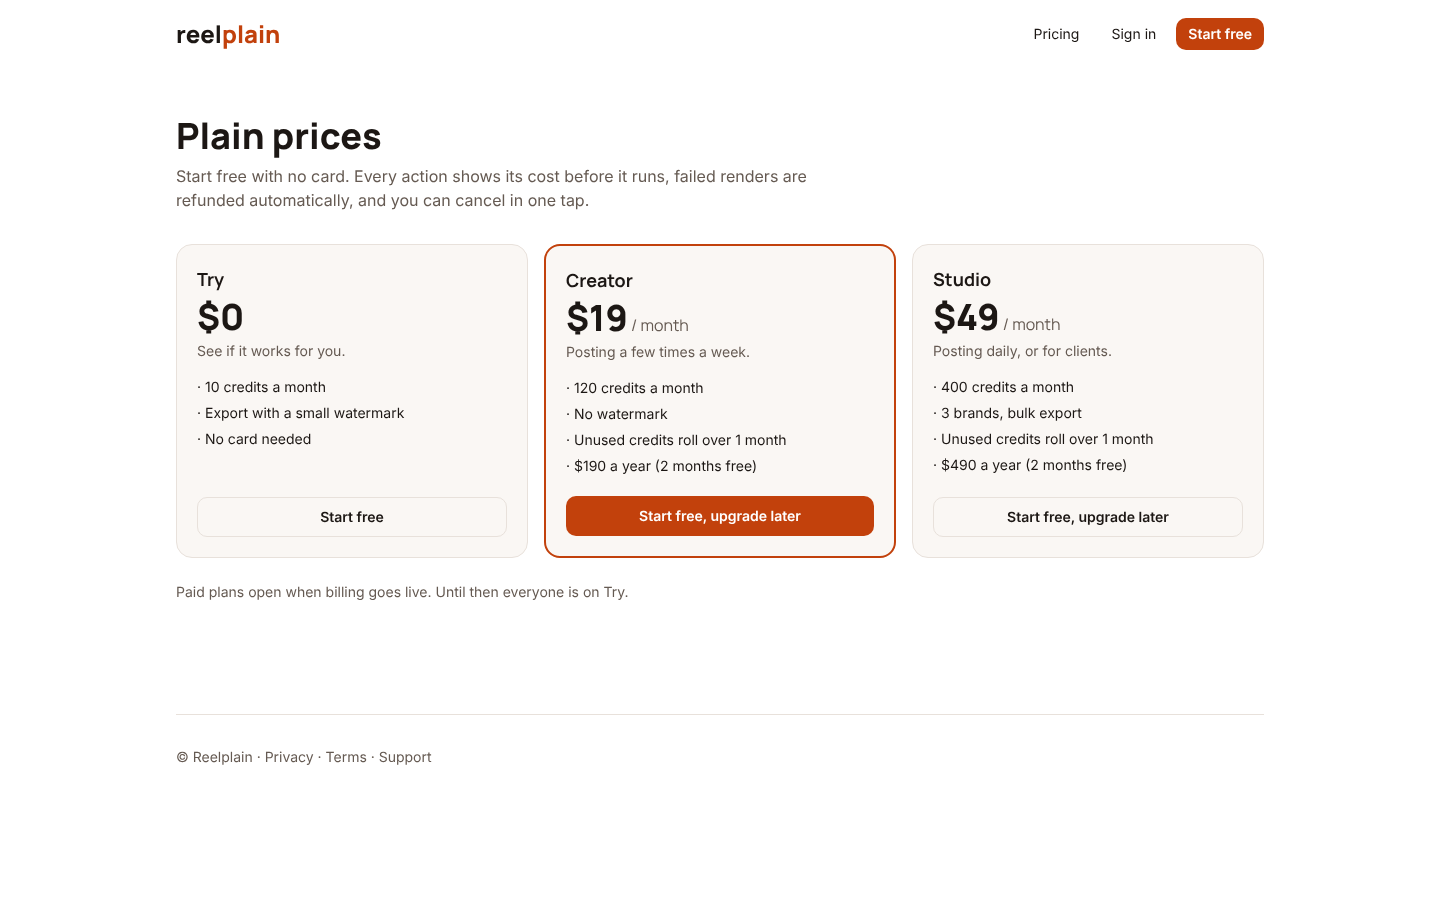 reelplain
Pricing
Sign in
Start free
Plain prices
Start free with no card. Every action shows its cost before it runs, failed renders are
refunded automatically, and you can cancel in one tap.
Try
$0
See if it works for you.
· 10 credits a month
· Export with a small watermark
· No card needed
Start free
Creator
$19 / month
Posting a few times a week.
· 120 credits a month
· No watermark
· Unused credits roll over 1 month
· $190 a year (2 months free)
Start free, upgrade later
Studio
$49 / month
Posting daily, or for clients.
· 400 credits a month
· 3 brands, bulk export
· Unused credits roll over 1 month
· $490 a year (2 months free)
Start free, upgrade later
Paid plans open when billing goes live. Until then everyone is on Try.
© Reelplain · Privacy · Terms · Support